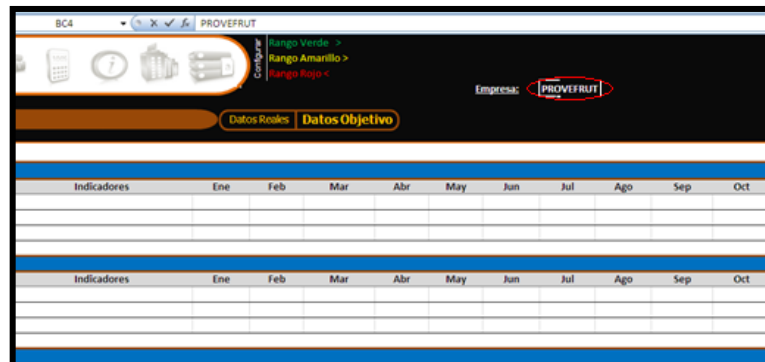 BC4 fx PROVEFRUT
Configurar
Rango Verde >
Rango Amarillo >
Rango Rojo <
Empresa: PROVEFRUT
Datos Reales Datos Objetivo
Indicadores Ene Feb Mar Abr May Jun Jul Ago Sep Oct
Indicadores Ene Feb Mar Abr May Jun Jul Ago Sep Oct